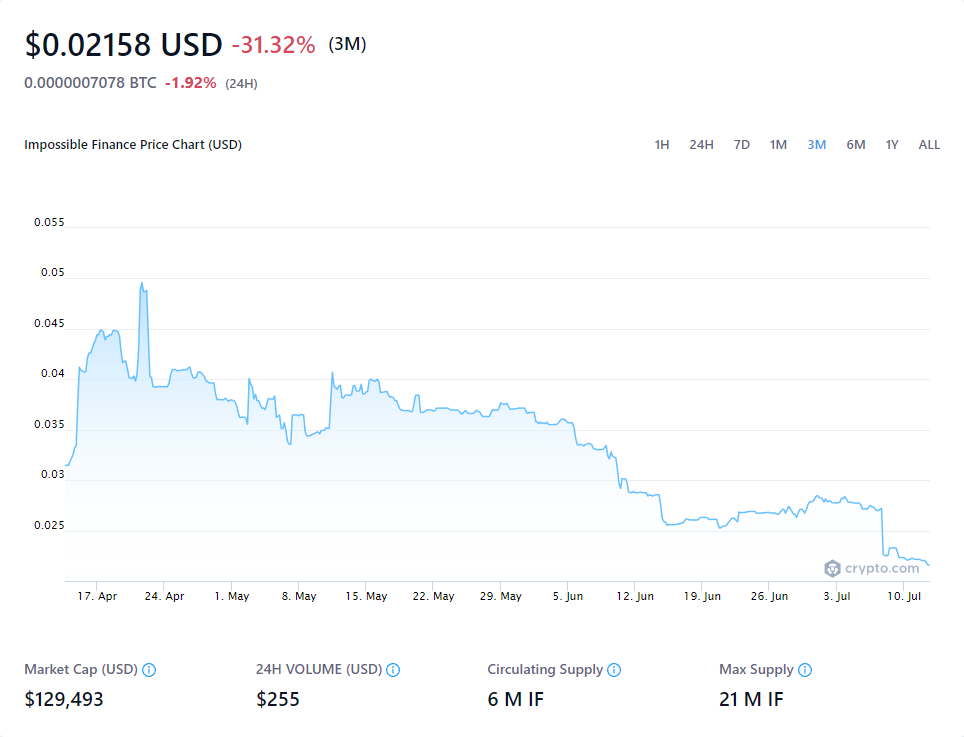 $0.02158 USD -31.32% (3M)
0.0000007078 BTC -1.92% (24H)
Impossible Finance Price Chart (USD) 1H 24H 7D 1M 3M 6M 1Y ALL
0.055
0.05
0.045
0.04
0.035
0.03
0.025
crypto.com
17. Apr 24. Apr 1. May 8. May 15. May 22. May 29. May 5. Jun 12. Jun 19. Jun 26. Jun 3. Jul 10. Jul
Market Cap (USD) 24H VOLUME (USD) Circulating Supply Max Supply
$129,493 $255 6 M IF 21 M IF